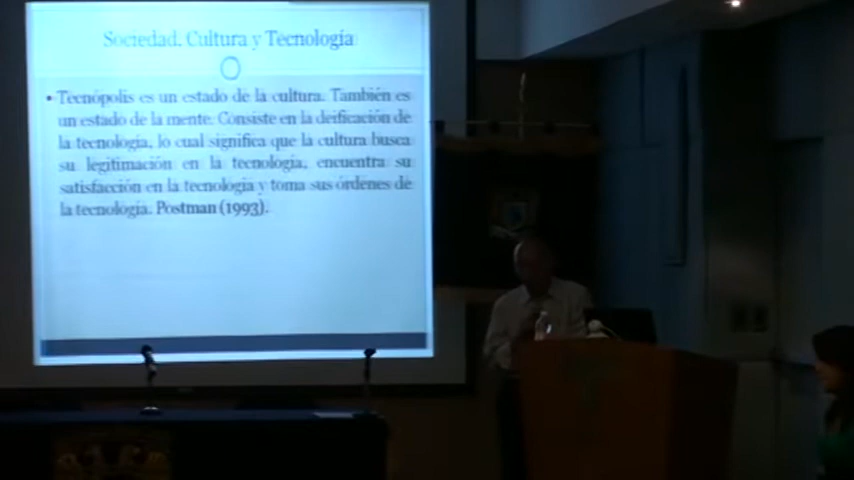 Sociedad. Cultura y Tecnología
• Tecnópolis es un estado de la cultura. También es
un estado de la mente. Consiste en la deificación de
la tecnología, lo cual significa que la cultura busca
su legitimación en la tecnología, encuentra su
satisfacción en la tecnología y toma sus órdenes de
la tecnología. Postman (1993).